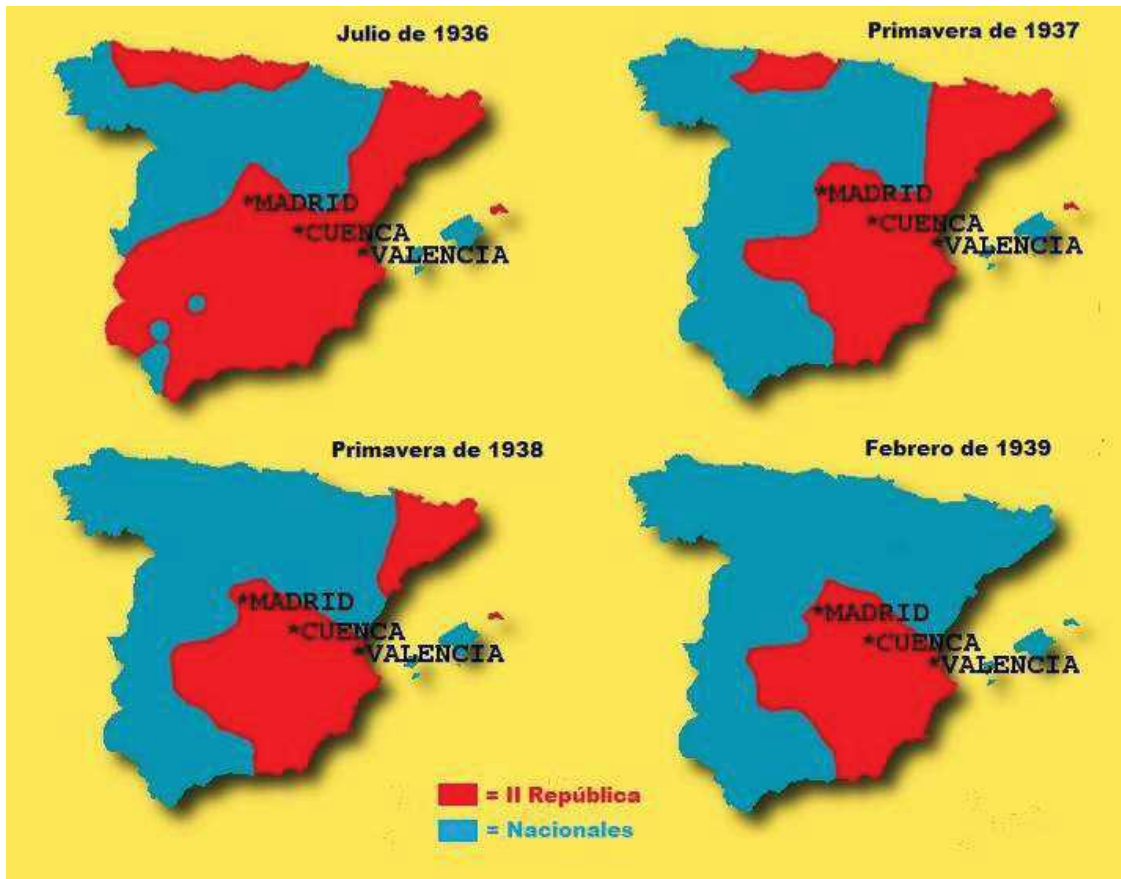 Julio de 1936
*MADRID
*CUENCA
*VALENCIA
Primavera de 1937
*MADRID
*CUENCA
*VALENCIA
Primavera de 1938
*MADRID
*CUENCA
*VALENCIA
Febrero de 1939
*MADRID
*CUENCA
*VALENCIA
= II República
= Nacionales